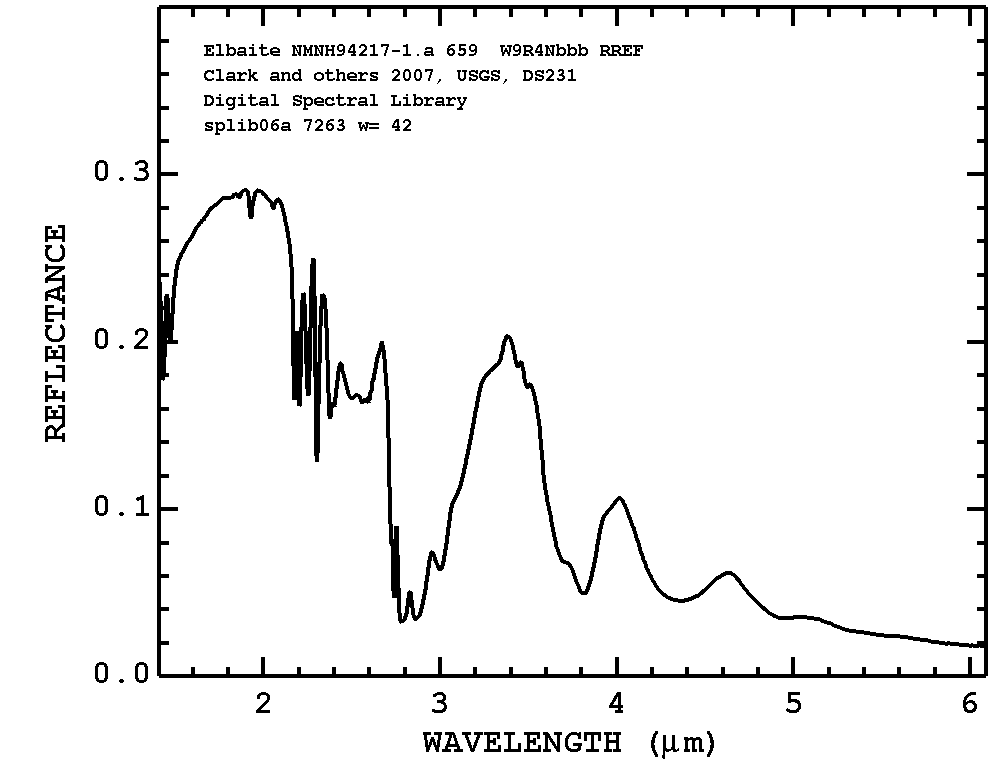 Elbaite NMNH94217-1.a 659 W9R4Nbbb RREF
Clark and others 2007, USGS, DS231
Digital Spectral Library
splib06a 7263 w= 42
0.3
0.2
0.1
0.0
REFLECTANCE
2 3 4 5 6
WAVELENGTH (μm)